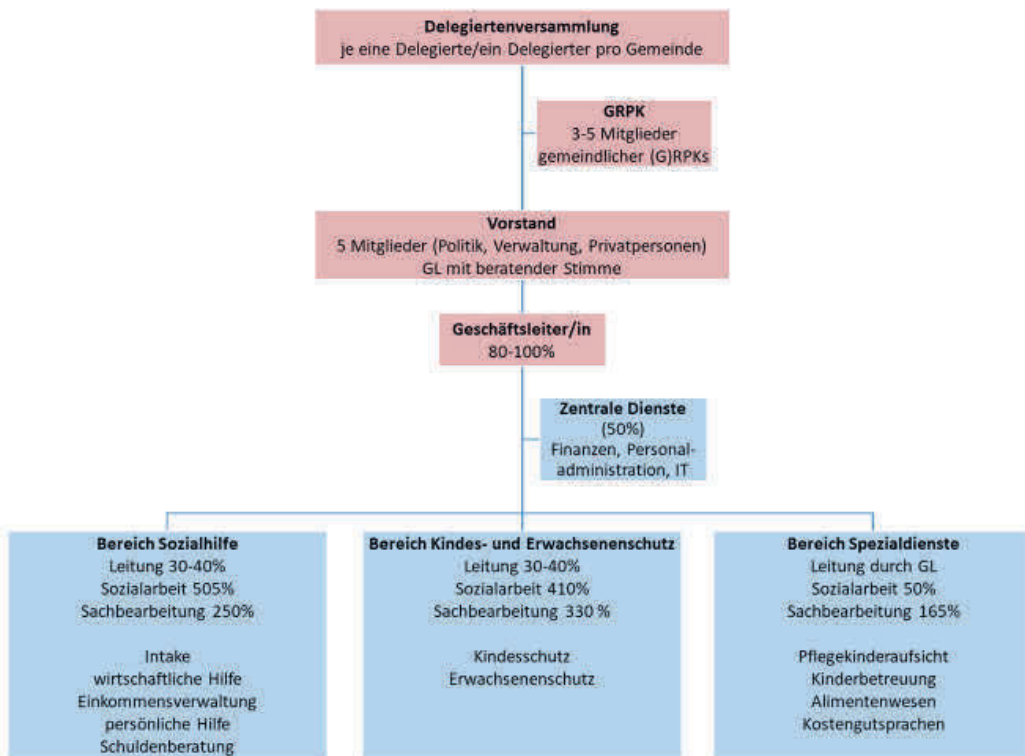 Delegiertenversammlung
je eine Delegierte/ein Delegierter pro Gemeinde
GRPK
3-5 Mitglieder
gemeindlicher (G)RPKs
Vorstand
5 Mitglieder (Politik, Verwaltung, Privatpersonen)
GL mit beratender Stimme
Geschäftsleiter/in
80-100%
Zentrale Dienste
(50%)
Finanzen, Personal-
administration, IT
Bereich Sozialhilfe
Leitung 30-40%
Sozialarbeit 505%
Sachbearbeitung 250%
Intake
wirtschaftliche Hilfe
Einkommensverwaltung
persönliche Hilfe
Schuldenberatung
Bereich Kindes- und Erwachsenenschutz
Leitung 30-40%
Sozialarbeit 410%
Sachbearbeitung 330 %
Kindesschutz
Erwachsenenschutz
Bereich Spezialdienste
Leitung durch GL
Sozialarbeit 50%
Sachbearbeitung 165%
Pflegekinderaufsicht
Kinderbetreuung
Alimentenwesen
Kostengutsprachen